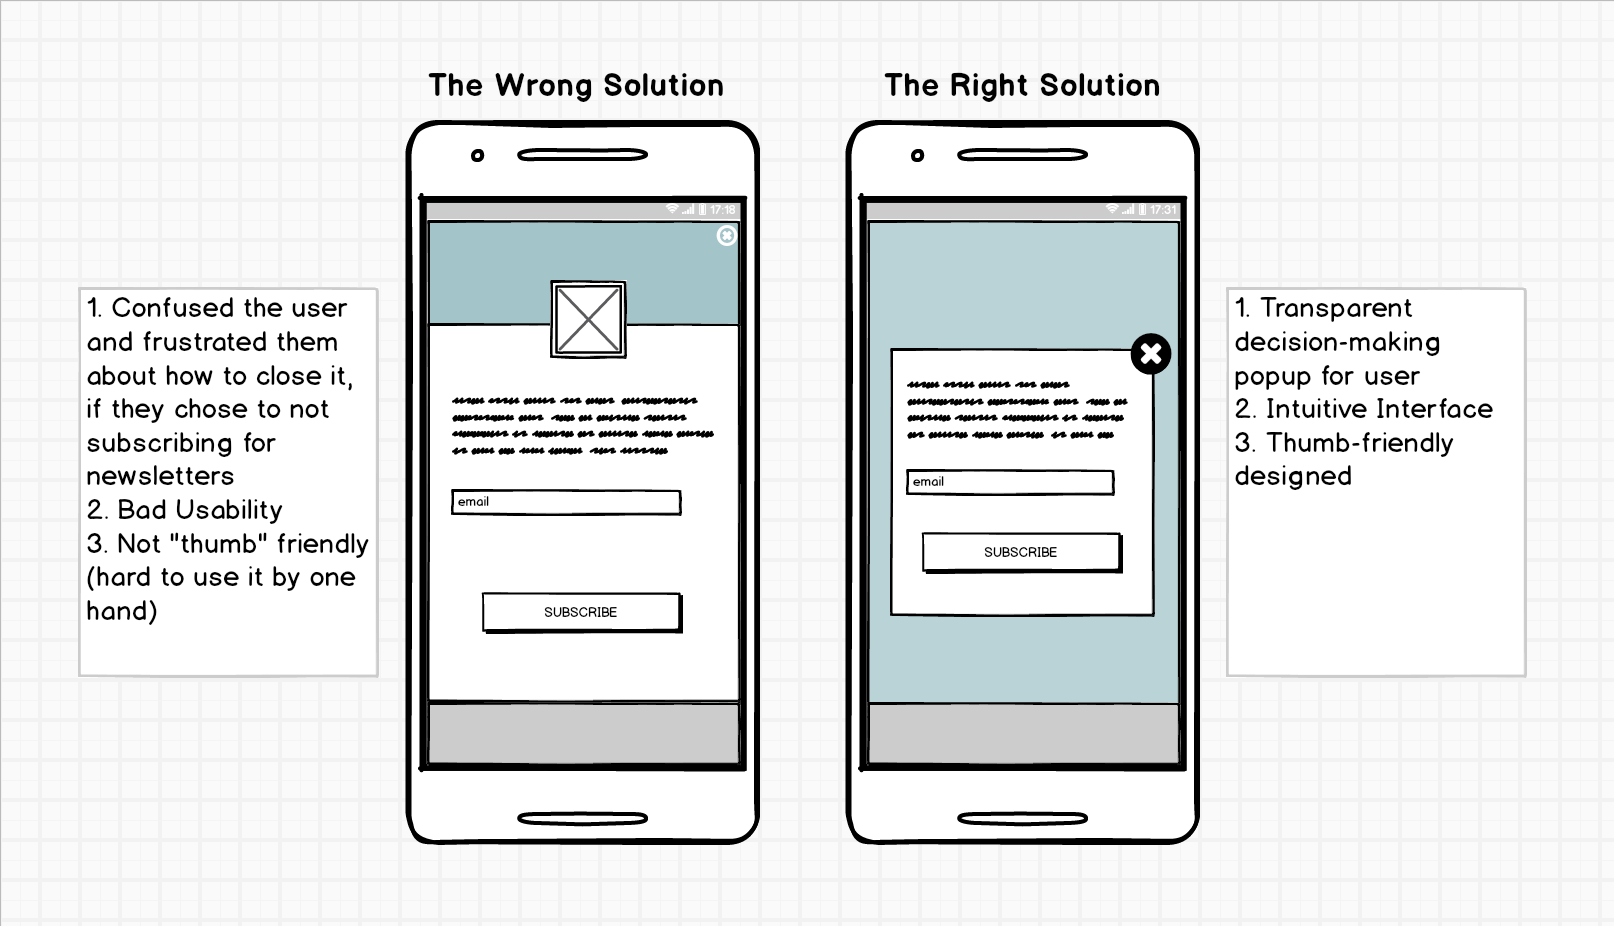 The Wrong Solution
The Right Solution
1. Confused the user
and frustrated them
about how to close it,
if they chose to not
subscribing for
newsletters
2. Bad Usability
3. Not "thumb" friendly
(hard to use it by one
hand)
17:18
email
SUBSCRIBE
17:31
email
SUBSCRIBE
1. Transparent
decision-making
popup for user
2. Intuitive Interface
3. Thumb-friendly
designed